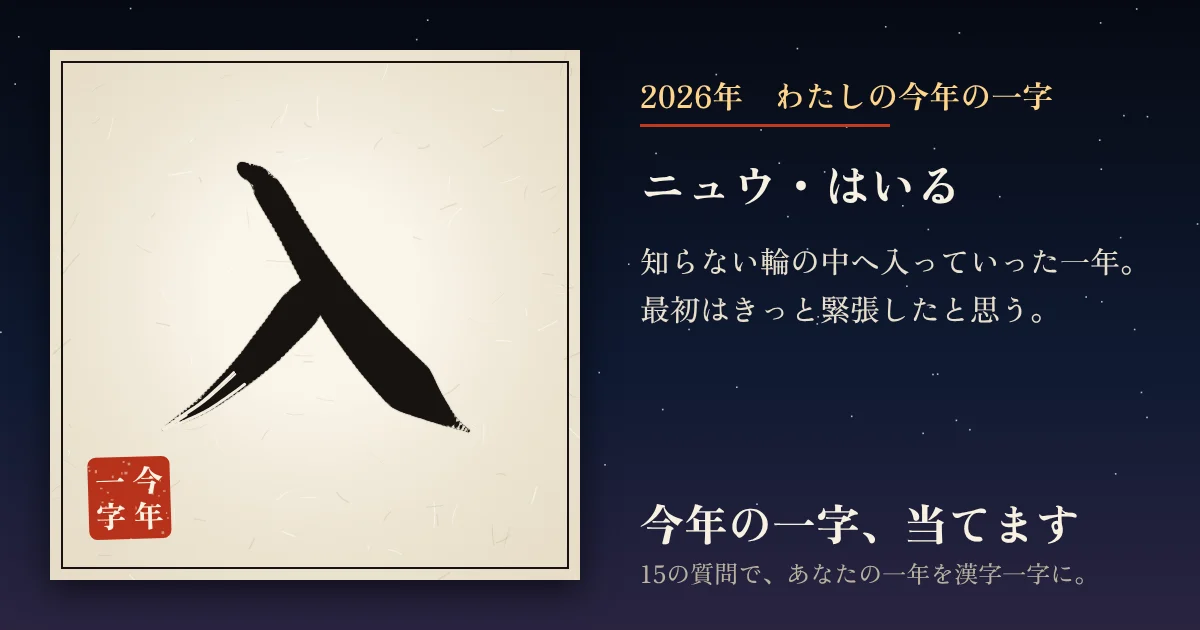 入
今年
一字
2026年　わたしの今年の一字
ニュウ・はいる
知らない輪の中へ入っていった一年。
最初はきっと緊張したと思う。
今年の一字、当てます
15の質問で、あなたの一年を漢字一字に。